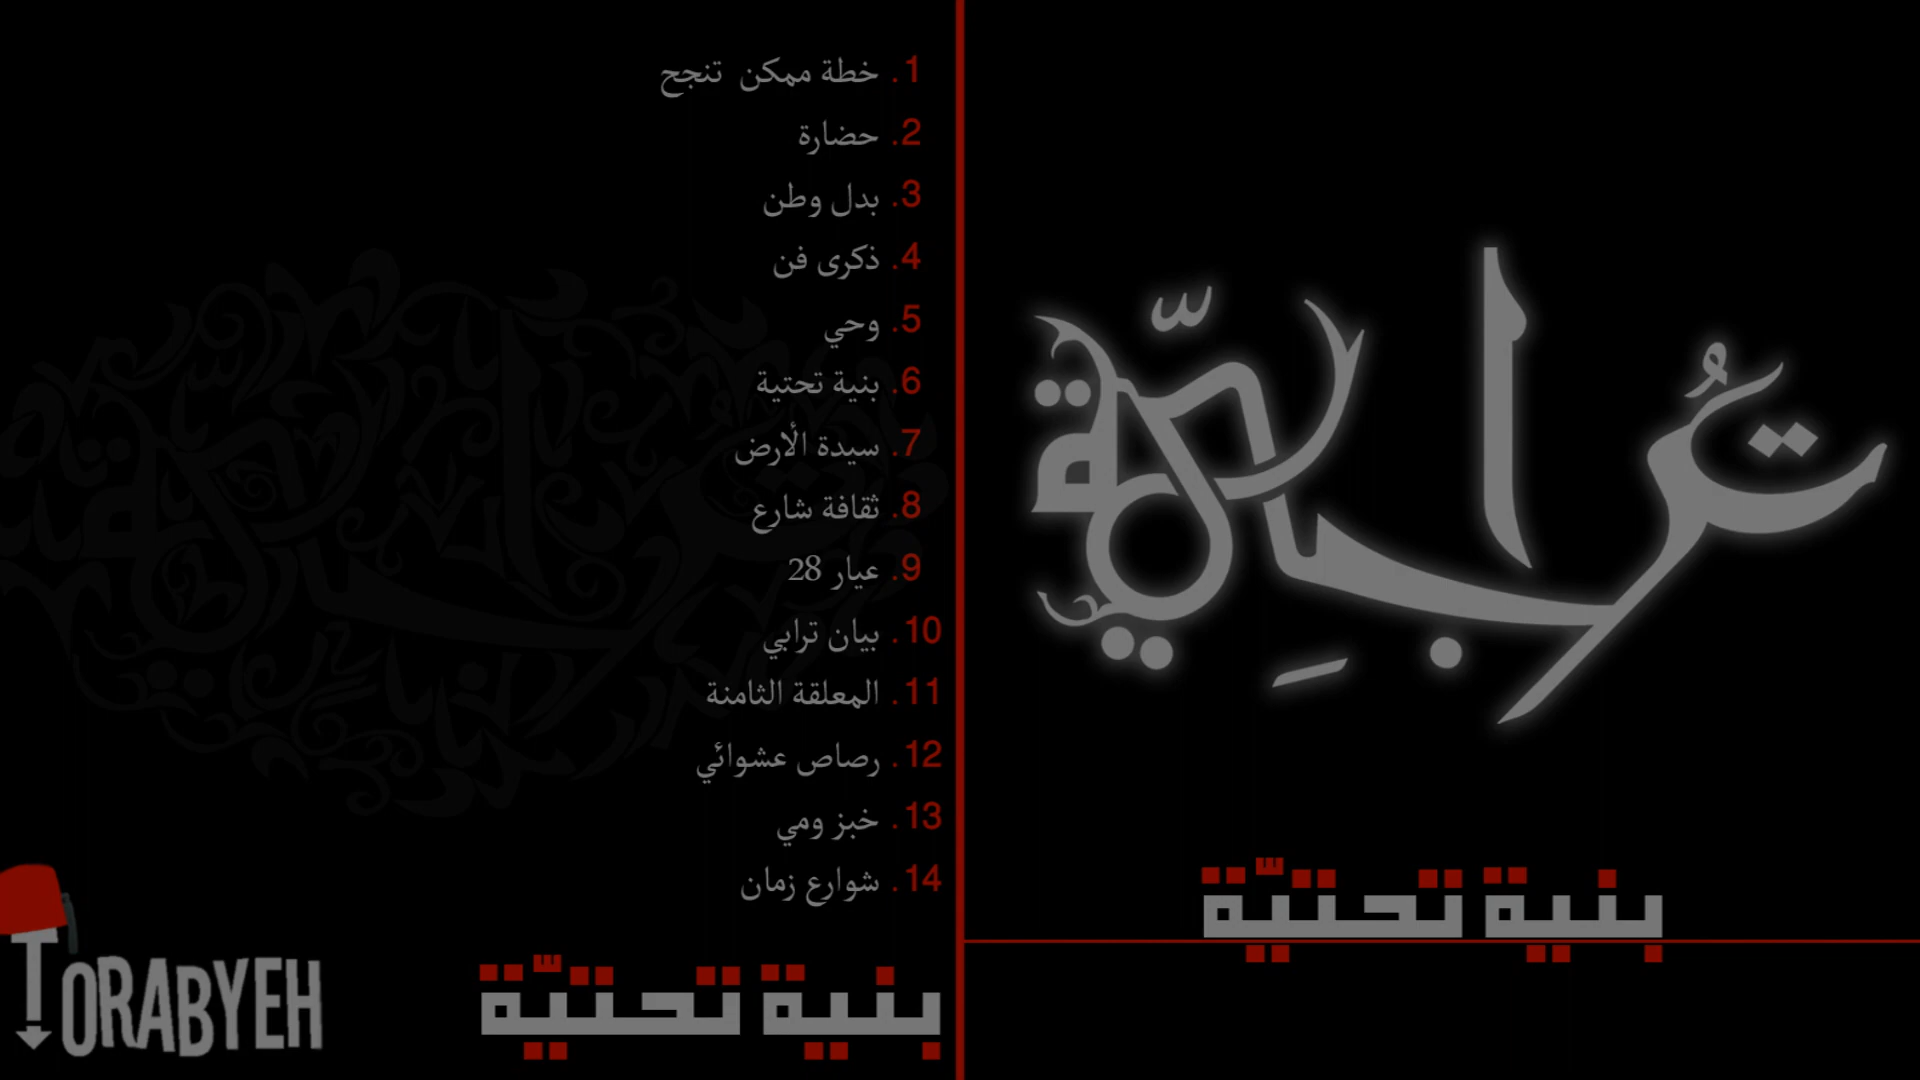 1. خطة ممكن تنجح
2. حضارة
3. بدل وطن
4. ذكرى فن
5. وحي
6. بنية تحتية
7. سيدة الأرض
8. ثقافة شارع
9. عيار 28
10. بيان ترابي
11. المعلقة الثامنة
12. رصاص عشوائي
13. خبز ومي
14. شوارع زمان
TORABYEH
بنية تحتيّة
تُرابِيّة
بنية تحتيّة